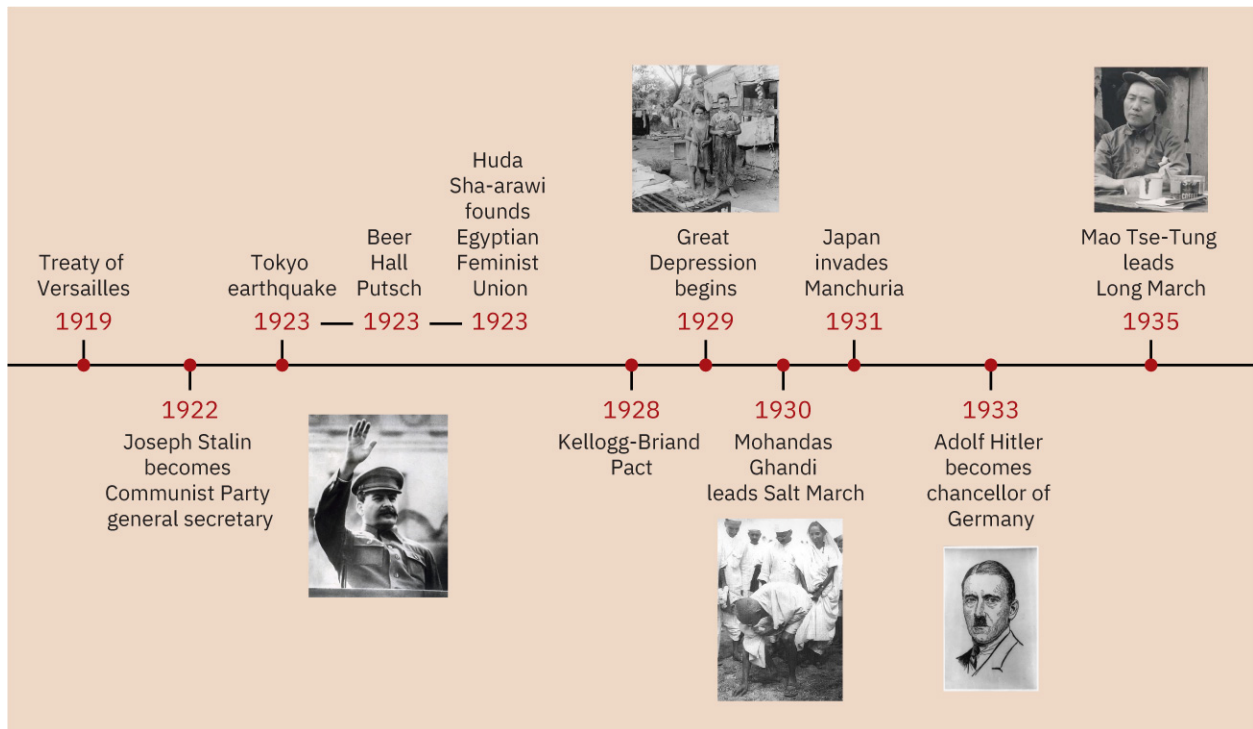 Treaty of
Versailles
1919
1922
Joseph Stalin
becomes
Communist Party
general secretary
Tokyo
earthquake
1923
Beer
Hall
Putsch
1923
Huda
Sha-arawi
founds
Egyptian
Feminist
Union
1923
1928
Kellogg-Briand
Pact
Great
Depression
begins
1929
1930
Mohandas
Ghandi
leads Salt March
Japan
invades
Manchuria
1931
1933
Adolf Hitler
becomes
chancellor of
Germany
Mao Tse-Tung
leads
Long March
1935